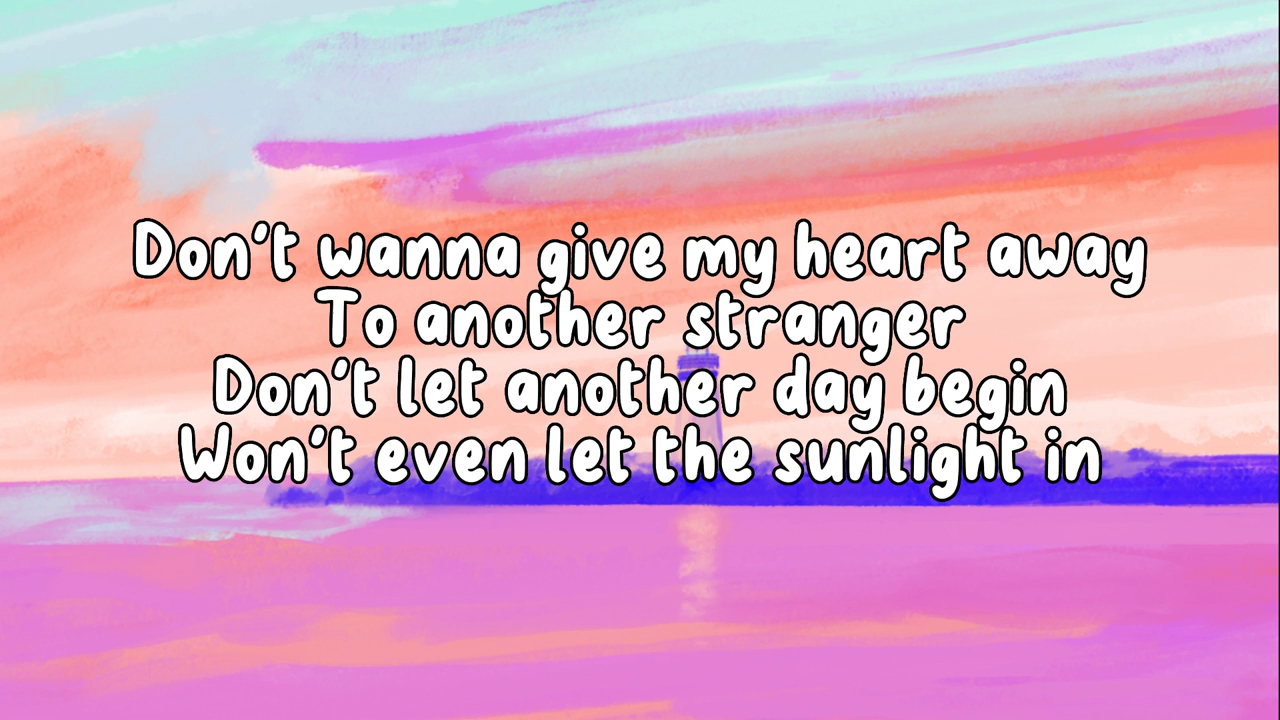 Don't wanna give my heart away
To another stranger
Don't let another day begin
Won't even let the sunlight in